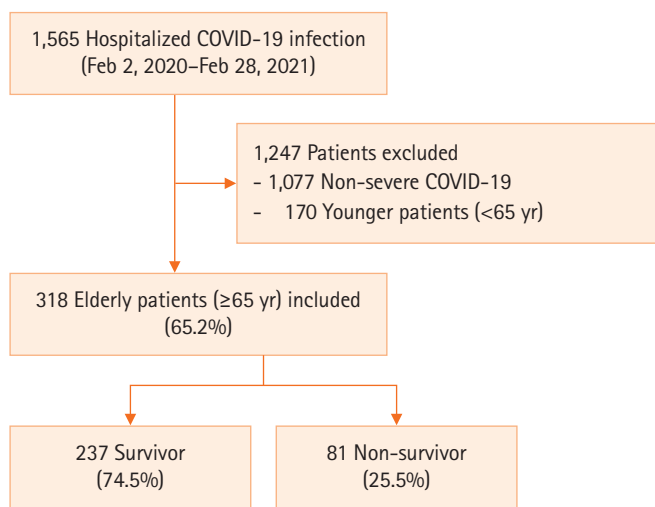 1,565 Hospitalized COVID-19 infection
(Feb 2, 2020–Feb 28, 2021)
1,247 Patients excluded
- 1,077 Non-severe COVID-19
- 170 Younger patients (<65 yr)
318 Elderly patients (≥65 yr) included
(65.2%)
237 Survivor
(74.5%)
81 Non-survivor
(25.5%)